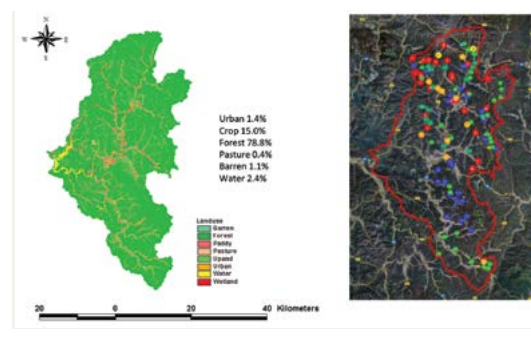 N
Urban 1.4%
Crop 15.0%
Forest 78.8%
Pasture 0.4%
Barren 1.1%
Water 2.4%
Landuse
Barren
Forest
Paddy
Pasture
Upland
Urban
Water
Wetland
20 0 20 40 Kilometers